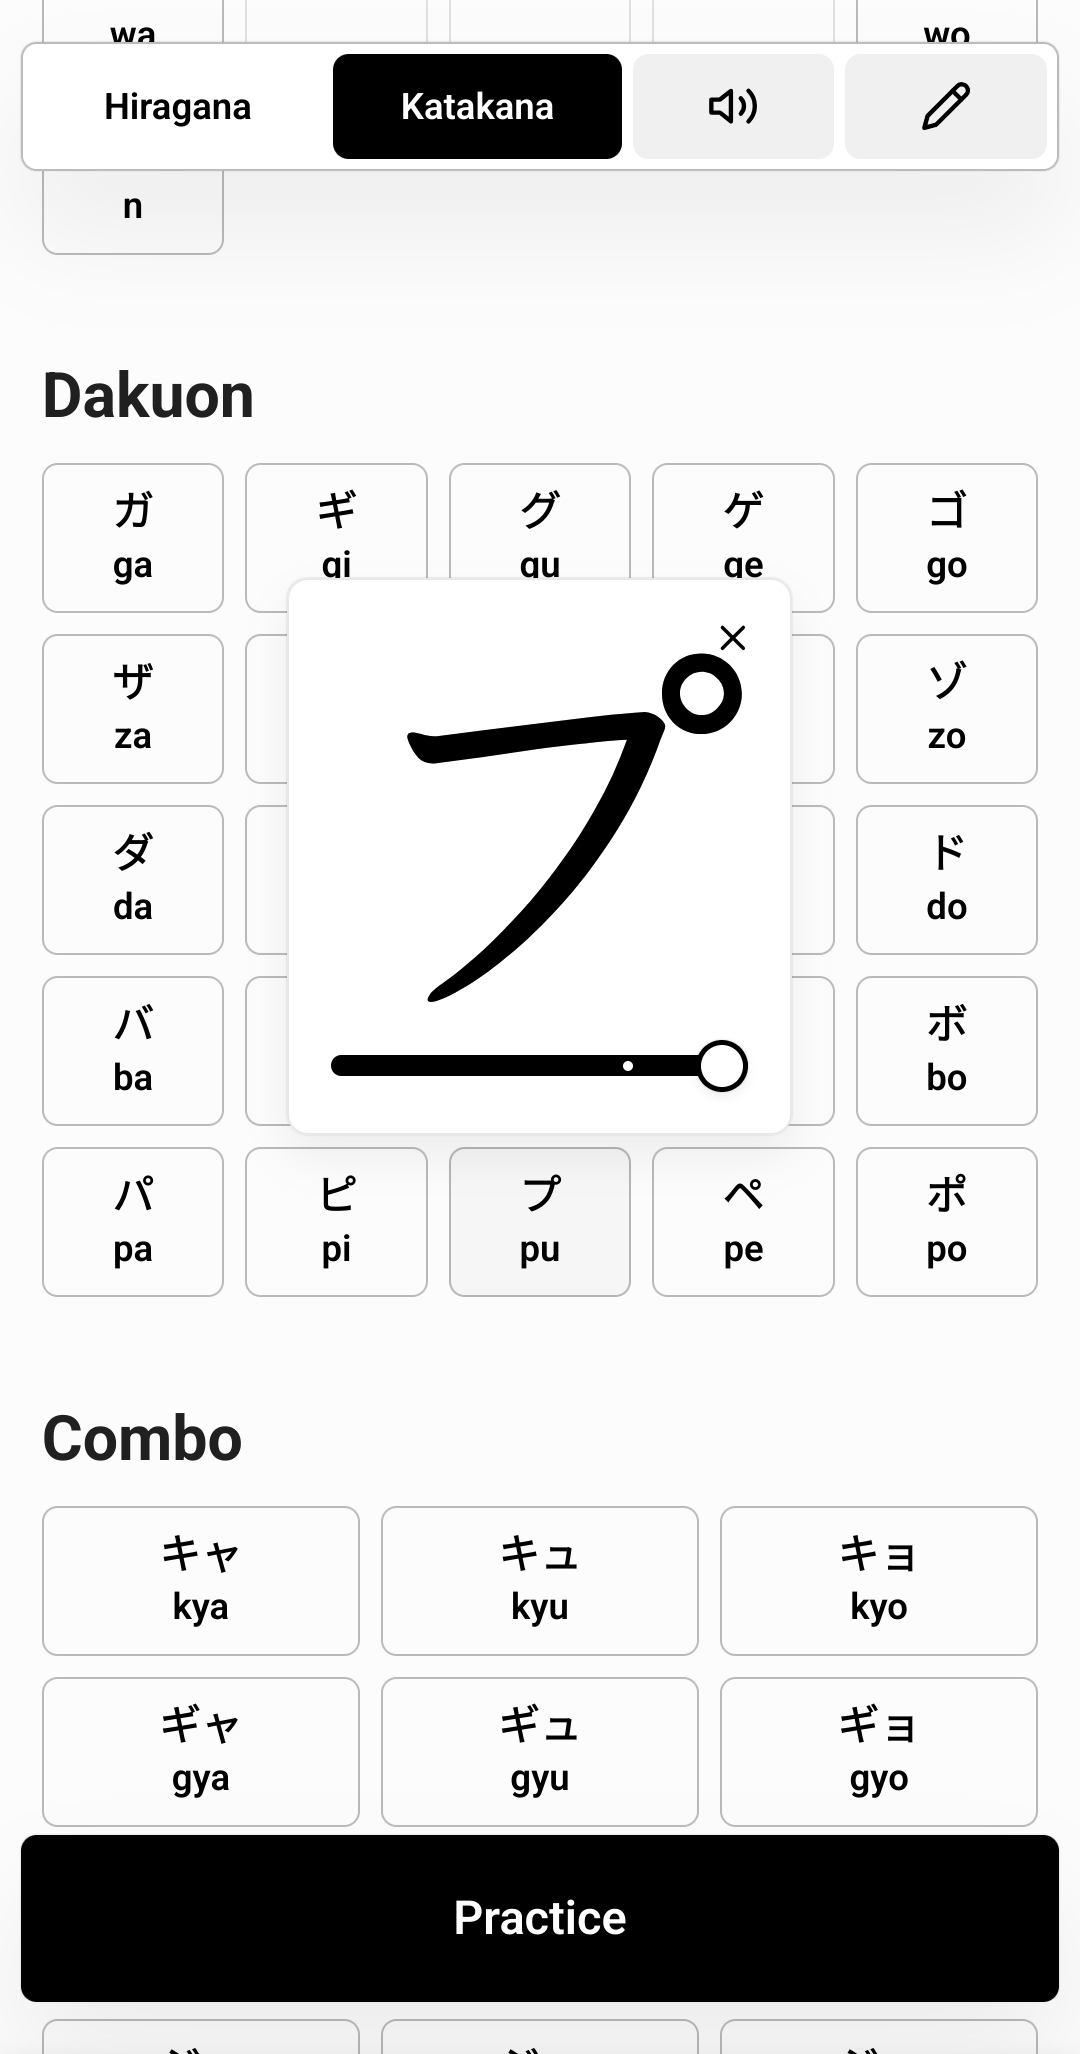 wa wo
Hiragana Katakana
n
Dakuon
ガ ギ グ ゲ ゴ
ga gi gu ge go
ザ ゾ
za zo
プ
ダ ド
da do
バ ボ
ba bo
パ ピ プ ペ ポ
pa pi pu pe po
Combo
キャ キュ キョ
kya kyu kyo
ギャ ギュ ギョ
gya gyu gyo
Practice